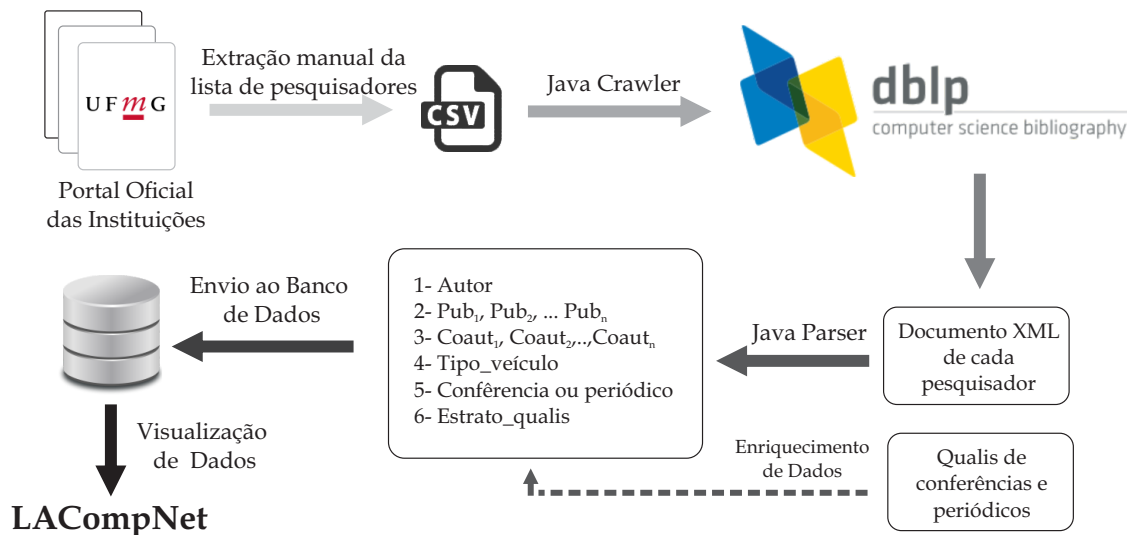 UFmG
Portal Oficial
das Instituições
Extração manual da
lista de pesquisadores
CSV
Java Crawler
dblp
computer science bibliography
Documento XML
de cada
pesquisador
Java Parser
1- Autor
2- Pub₁, Pub₂, ... Pubₙ
3- Coaut₁, Coaut₂,..,Coautₙ
4- Tipo_veículo
5- Confêrencia ou periódico
6- Estrato_qualis
Enriquecimento
de Dados
Qualis de
conferências e
periódicos
Envio ao Banco
de Dados
Visualização
de Dados
LACompNet